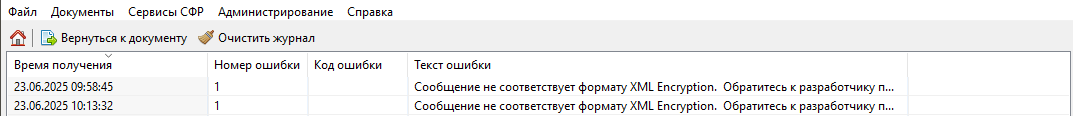 Файл Документы Сервисы СФР Администрирование Справка
Вернуться к документу Очистить журнал
Время получения Номер ошибки Код ошибки Текст ошибки
23.06.2025 09:58:45 1 Сообщение не соответствует формату XML Encryption. Обратитесь к разработчику п...
23.06.2025 10:13:32 1 Сообщение не соответствует формату XML Encryption. Обратитесь к разработчику п...